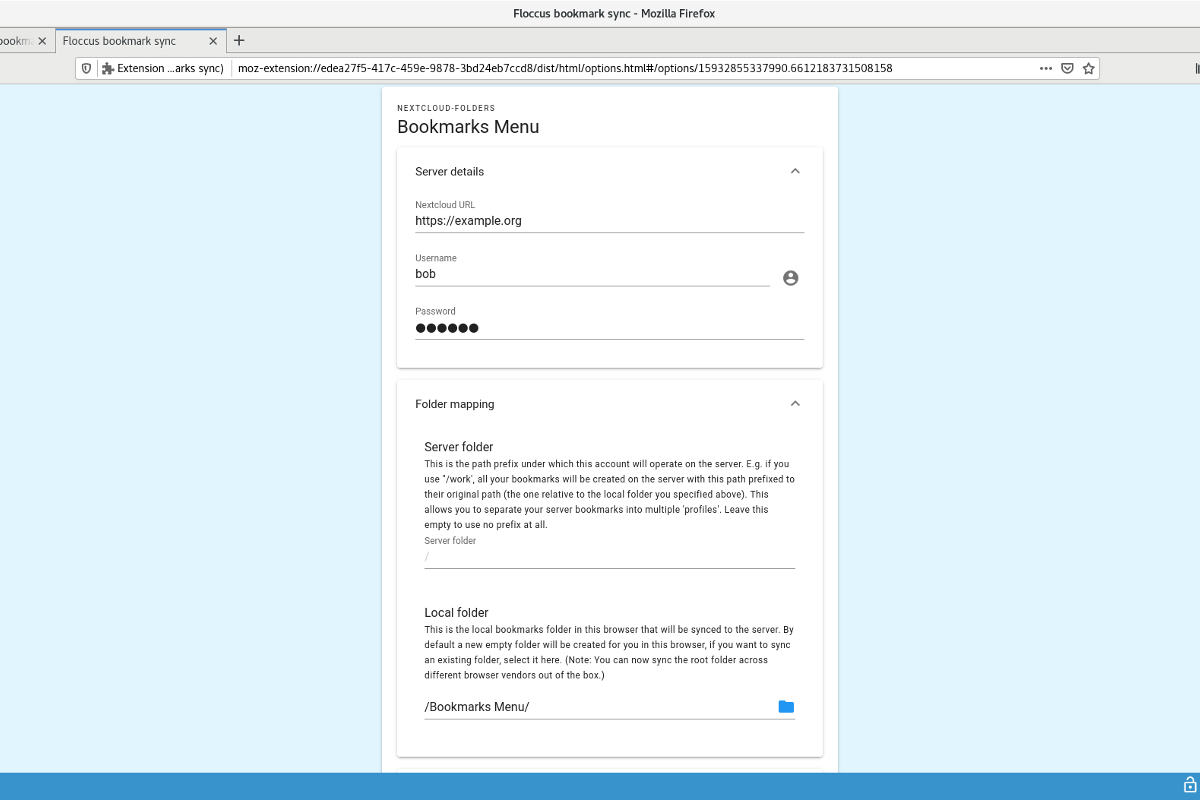 Floccus bookmark sync - Mozilla Firefox
Floccus bookmark sync
Extension ...arks sync)
moz-extension://edea27f5-417c-459e-9878-3bd24eb7ccd8/dist/html/options.html#/options/15932855337990.6612183731508158
NEXTCLOUD-FOLDERS
Bookmarks Menu
Server details
Nextcloud URL
https://example.org
Username
bob
Password
Folder mapping
Server folder
This is the path prefix under which this account will operate on the server. E.g. if you
use "/work', all your bookmarks will be created on the server with this path prefixed to
their original path (the one relative to the local folder you specified above). This
allows you to separate your server bookmarks into multiple 'profiles'. Leave this
empty to use no prefix at all.
Server folder
/
Local folder
This is the local bookmarks folder in this browser that will be synced to the server. By
default a new empty folder will be created for you in this browser, if you want to sync
an existing folder, select it here. (Note: You can now sync the root folder across
different browser vendors out of the box.)
/Bookmarks Menu/